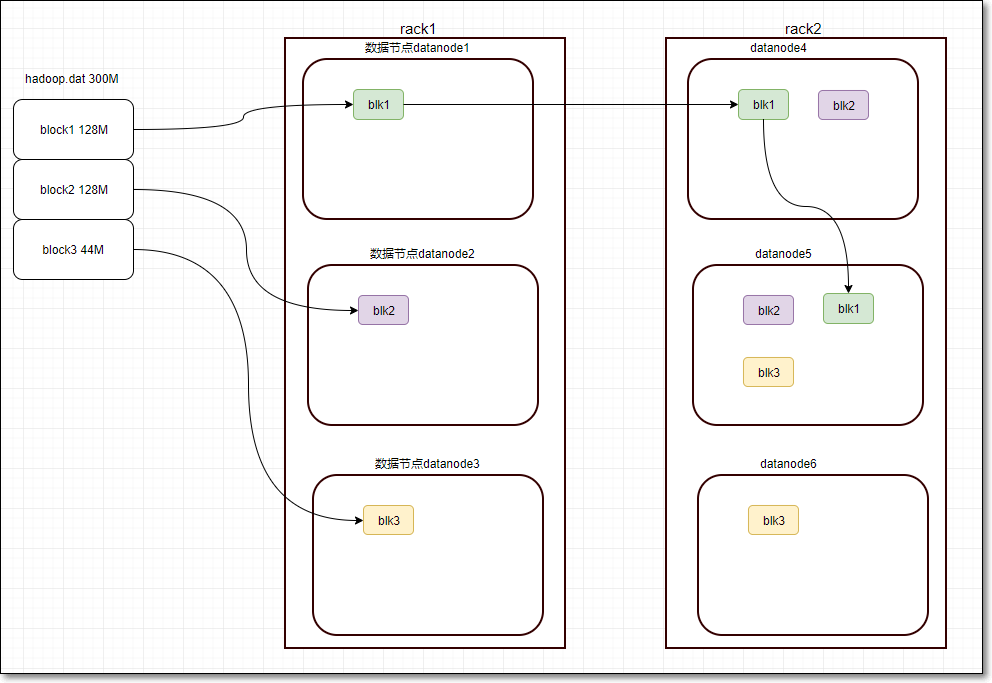 hadoop.dat 300M
block1 128M
block2 128M
block3 44M
rack1
数据节点datanode1
blk1
数据节点datanode2
blk2
数据节点datanode3
blk3
rack2
datanode4
blk1
blk2
datanode5
blk2
blk1
blk3
datanode6
blk3